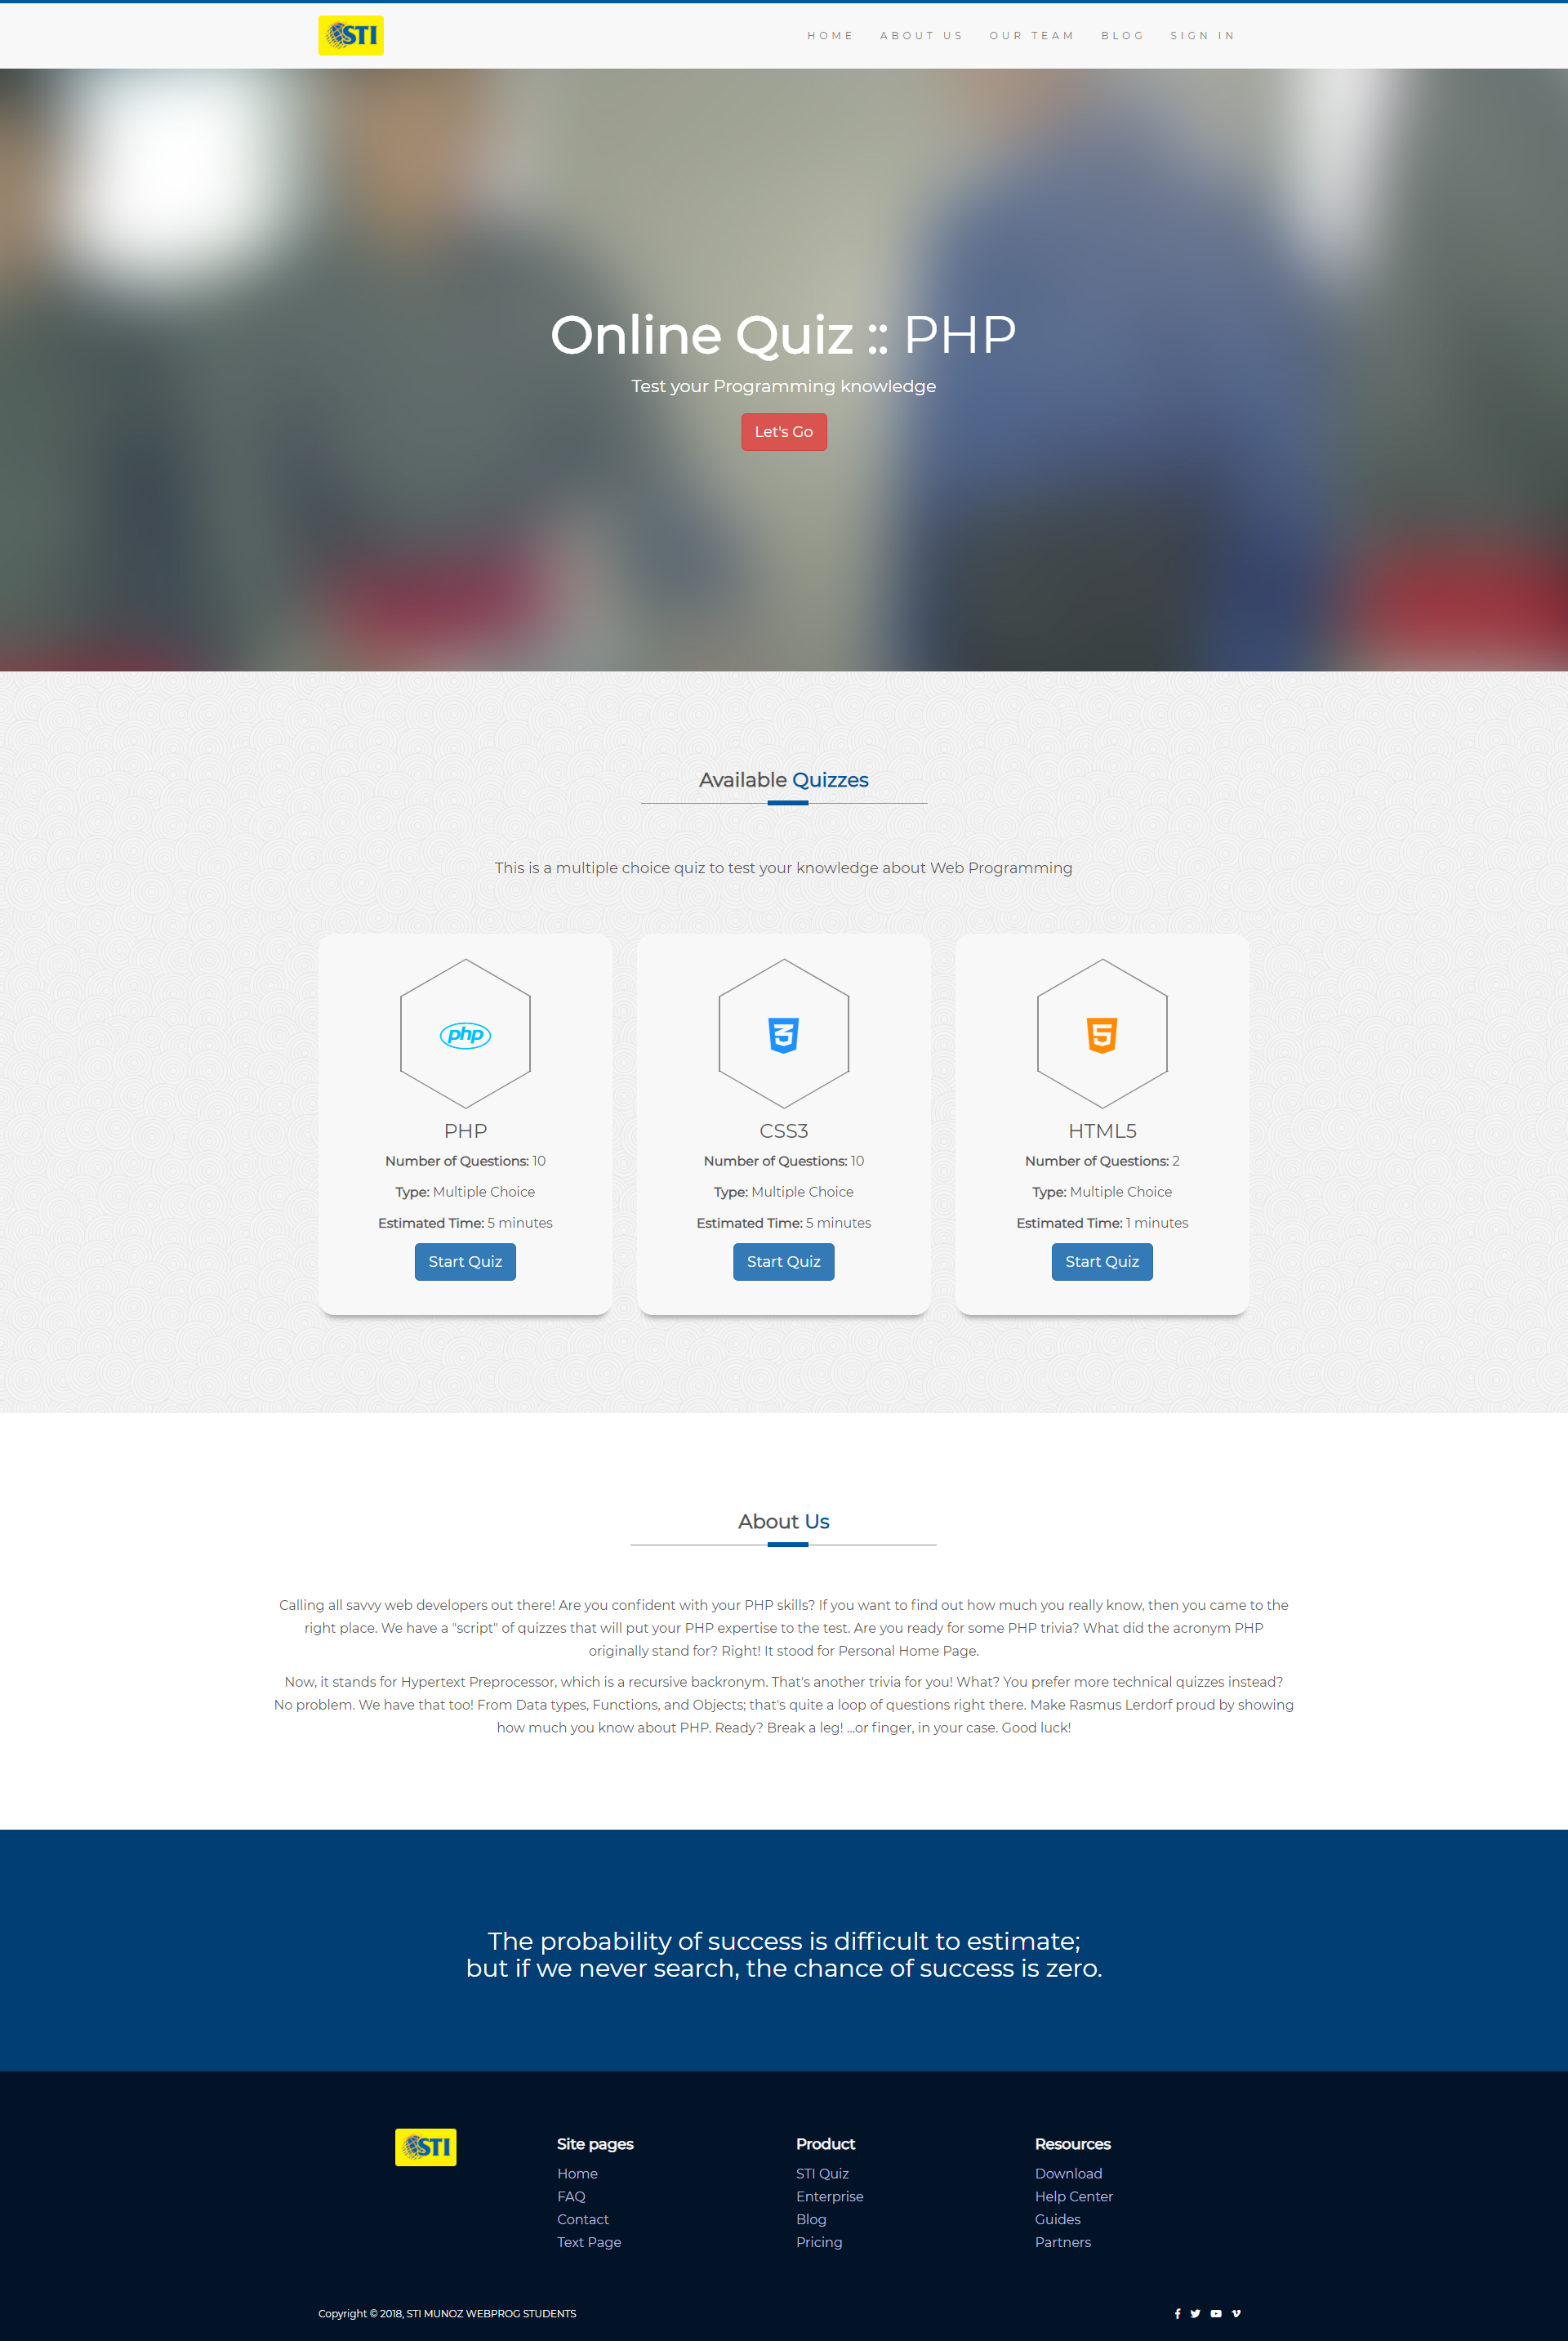 STI
HOME ABOUT US OUR TEAM BLOG SIGN IN
Online Quiz :: PHP
Test your Programming knowledge
Let's Go
Available Quizzes
This is a multiple choice quiz to test your knowledge about Web Programming
php
PHP
Number of Questions: 10
Type: Multiple Choice
Estimated Time: 5 minutes
Start Quiz
3
CSS3
Number of Questions: 10
Type: Multiple Choice
Estimated Time: 5 minutes
Start Quiz
5
HTML5
Number of Questions: 2
Type: Multiple Choice
Estimated Time: 1 minutes
Start Quiz
About Us
Calling all savvy web developers out there! Are you confident with your PHP skills? If you want to find out how much you really know, then you came to the
right place. We have a "script" of quizzes that will put your PHP expertise to the test. Are you ready for some PHP trivia? What did the acronym PHP
originally stand for? Right! It stood for Personal Home Page.
Now, it stands for Hypertext Preprocessor, which is a recursive backronym. That's another trivia for you! What? You prefer more technical quizzes instead?
No problem. We have that too! From Data types, Functions, and Objects; that's quite a loop of questions right there. Make Rasmus Lerdorf proud by showing
how much you know about PHP. Ready? Break a leg! ...or finger, in your case. Good luck!
The probability of success is difficult to estimate;
but if we never search, the chance of success is zero.
STI
Site pages
Home
FAQ
Contact
Text Page
Product
STI Quiz
Enterprise
Blog
Pricing
Resources
Download
Help Center
Guides
Partners
Copyright © 2018, STI MUNOZ WEBPROG STUDENTS